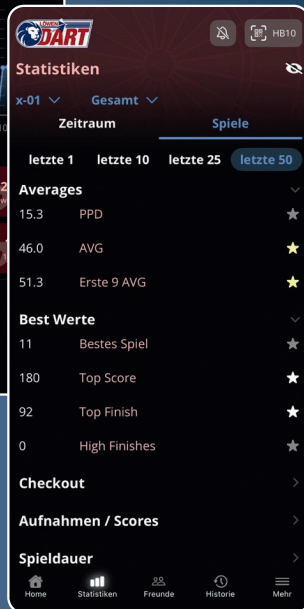 LÖWEN
DART
HB10
Statistiken
x-01 Gesamt
Zeitraum Spiele
letzte 1 letzte 10 letzte 25 letzte 50
Averages
15.3 PPD
46.0 AVG
51.3 Erste 9 AVG
Best Werte
11 Bestes Spiel
180 Top Score
92 Top Finish
0 High Finishes
Checkout
Aufnahmen / Scores
Spieldauer
Home Statistiken Freunde Historie Mehr